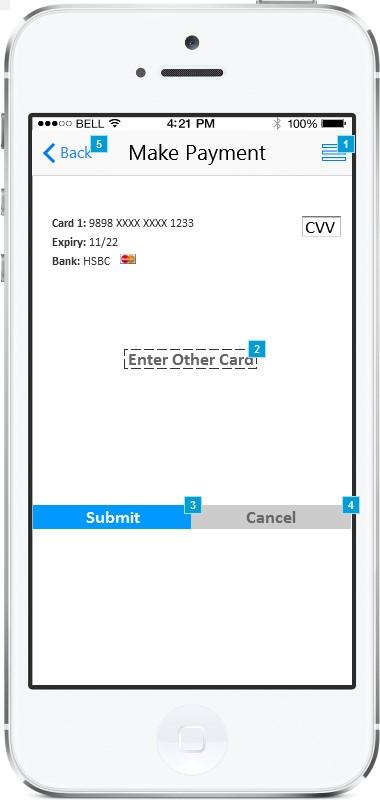 ●●●○○ BELL 4:21 PM 100%
Back 5 Make Payment 1
Card 1: 9898 XXXX XXXX 1233 CVV
Expiry: 11/22
Bank: HSBC
Enter Other Card 2
Submit 3 Cancel 4